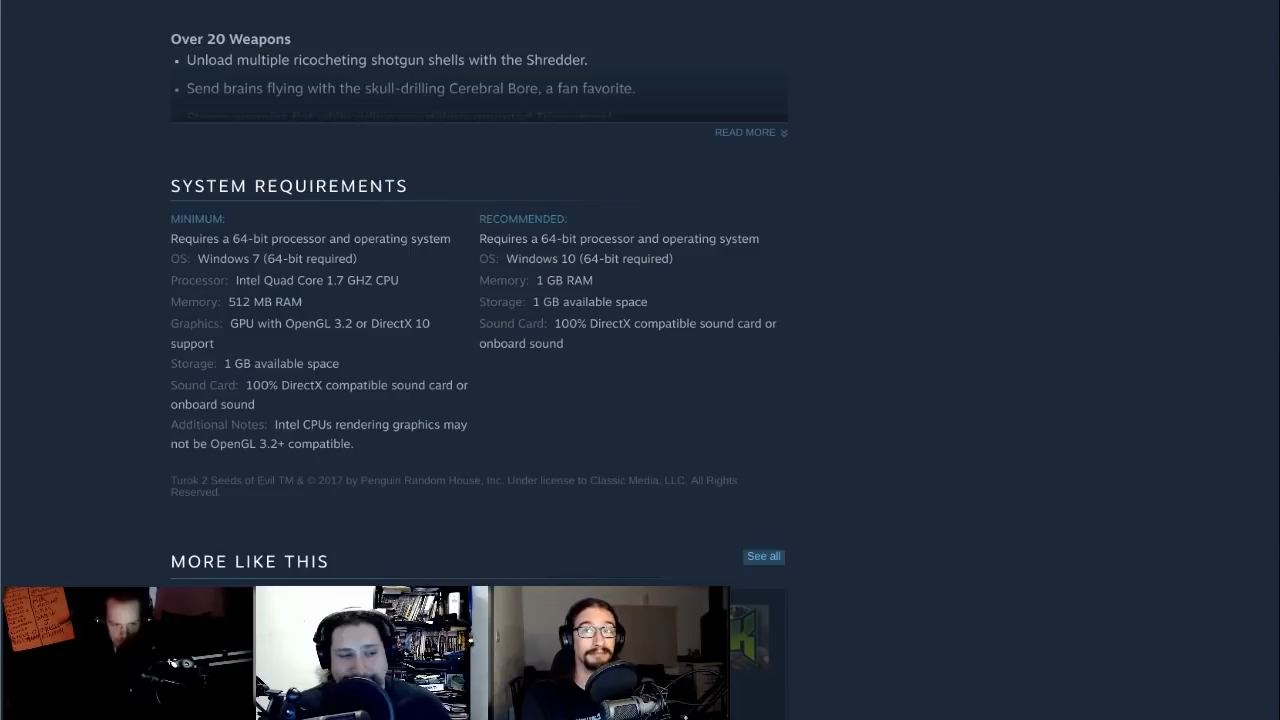 Over 20 Weapons
• Unload multiple ricocheting shotgun shells with the Shredder.
• Send brains flying with the skull-drilling Cerebral Bore, a fan favorite.
READ MORE
SYSTEM REQUIREMENTS
MINIMUM:
Requires a 64-bit processor and operating system
OS: Windows 7 (64-bit required)
Processor: Intel Quad Core 1.7 GHZ CPU
Memory: 512 MB RAM
Graphics: GPU with OpenGL 3.2 or DirectX 10
support
Storage: 1 GB available space
Sound Card: 100% DirectX compatible sound card or
onboard sound
Additional Notes: Intel CPUs rendering graphics may
not be OpenGL 3.2+ compatible.
RECOMMENDED:
Requires a 64-bit processor and operating system
OS: Windows 10 (64-bit required)
Memory: 1 GB RAM
Storage: 1 GB available space
Sound Card: 100% DirectX compatible sound card or
onboard sound
Turok 2 Seeds of Evil TM & © 2017 by Penguin Random House, Inc. Under license to Classic Media, LLC. All Rights
Reserved.
MORE LIKE THIS
See all